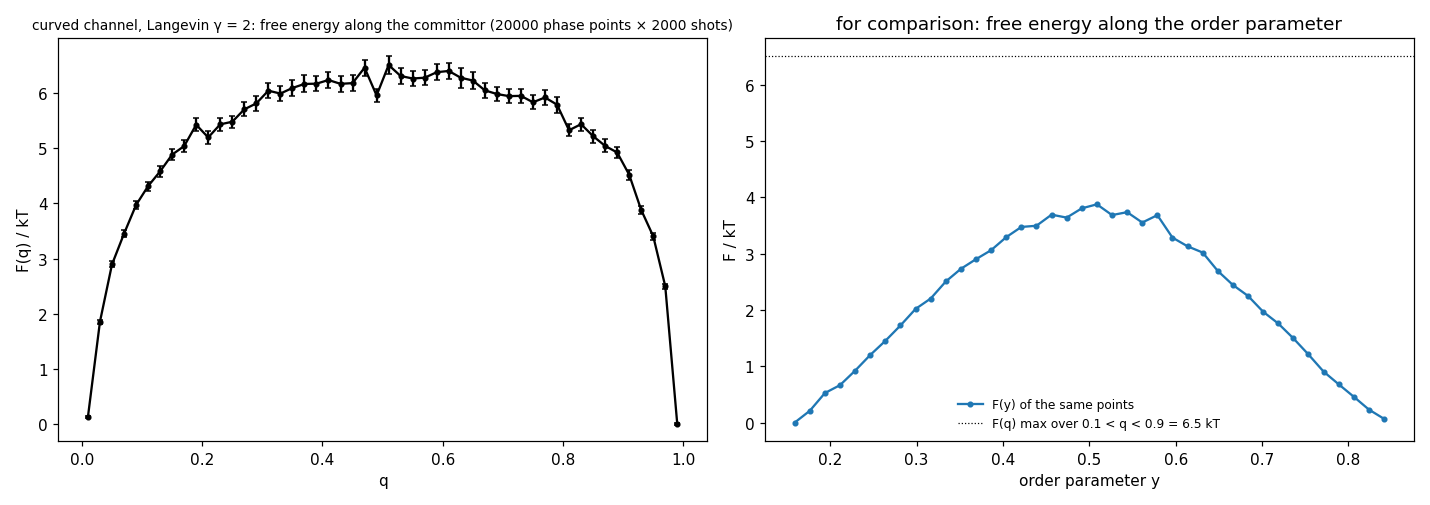 curved channel, Langevin γ = 2: free energy along the committor (20000 phase points × 2000 shots)
F(q) / kT
6
5
4
3
2
1
0
0.0 0.2 0.4 0.6 0.8 1.0
q
for comparison: free energy along the order parameter
F / kT
6
5
4
3
2
1
0
F(y) of the same points
F(q) max over 0.1 < q < 0.9 = 6.5 kT
0.2 0.3 0.4 0.5 0.6 0.7 0.8
order parameter y